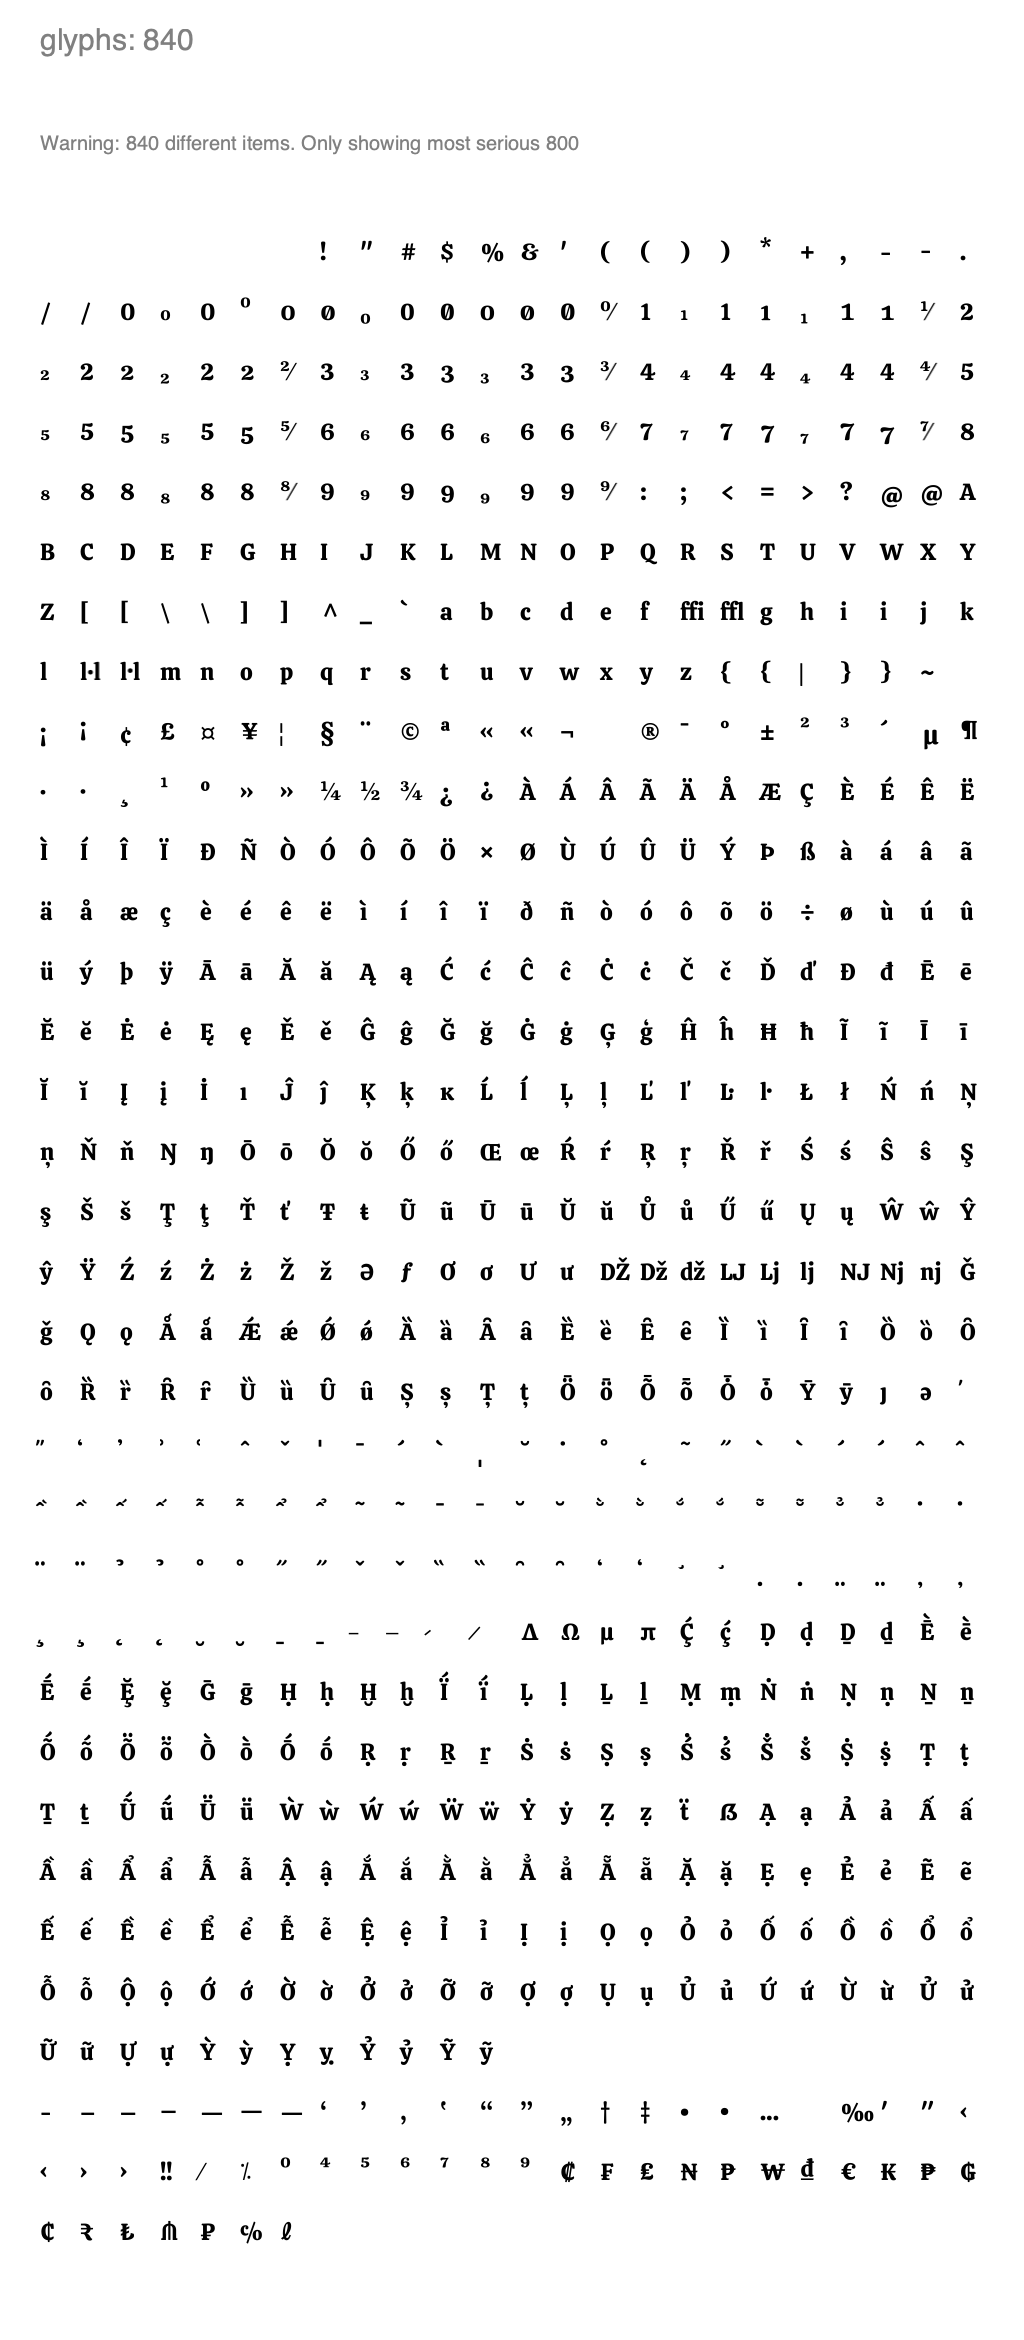 glyphs: 840
Warning: 840 different items. Only showing most serious 800
! " # $ % & ' ( ( ) ) * + , - - .
/ / 0 ₀ 0 ⁰ 0 0 ₀ 0 0 0 0 0 ⁰⁄ 1 ₁ 1 1 ₁ 1 1 ¹⁄ 2
₂ 2 2 ₂ 2 2 ²⁄ 3 ₃ 3 3 ₃ 3 3 ³⁄ 4 ₄ 4 4 ₄ 4 4 ⁴⁄ 5
₅ 5 5 ₅ 5 5 ⁵⁄ 6 ₆ 6 6 ₆ 6 6 ⁶⁄ 7 ₇ 7 7 ₇ 7 7 ⁷⁄ 8
₈ 8 8 ₈ 8 8 ⁸⁄ 9 ₉ 9 9 ₉ 9 9 ⁹⁄ : ; < = > ? @ @ A
B C D E F G H I J K L M N O P Q R S T U V W X Y
Z [ [ \ \ ] ] ^ _ ` a b c d e f ffi ffl g h i i j k
l l·l l·l m n o p q r s t u v w x y z { { | } } ~
¡ ¡ ¢ £ ¤ ¥ ¦ § ¨ © ª « « ¬ ® ¯ ° ± ² ³ ´ µ ¶
· · ¸ ¹ º » » ¼ ½ ¾ ¿ ¿ À Á Â Ã Ä Å Æ Ç È É Ê Ë
Ì Í Î Ï Ð Ñ Ò Ó Ô Õ Ö × Ø Ù Ú Û Ü Ý Þ ß à á â ã
ä å æ ç è é ê ë ì í î ï ð ñ ò ó ô õ ö ÷ ø ù ú û
ü ý þ ÿ Ā ā Ă ă Ą ą Ć ć Ĉ ĉ Ċ ċ Č č Ď ď Đ đ Ē ē
Ĕ ĕ Ė ė Ę ę Ě ě Ĝ ĝ Ğ ğ Ġ ġ Ģ ģ Ĥ ĥ Ħ ħ Ĩ ĩ Ī ī
Ĭ ĭ Į į İ ı Ĵ ĵ Ķ ķ ĸ Ĺ ĺ Ļ ļ Ľ ľ Ŀ ŀ Ł ł Ń ń Ņ
ņ Ň ň Ŋ ŋ Ō ō Ŏ ŏ Ő ő Œ œ Ŕ ŕ Ŗ ŗ Ř ř Ś ś Ŝ ŝ Ş
ş Š š Ţ ţ Ť ť Ŧ ŧ Ũ ũ Ū ū Ŭ ŭ Ů ů Ű ű Ų ų Ŵ ŵ Ŷ
ŷ Ÿ Ź ź Ż ż Ž ž Ə ƒ Ơ ơ Ư ư DŽ Dž dž LJ Lj lj NJ Nj nj Ǧ
ǧ Ǫ ǫ Ǻ ǻ Ǽ ǽ Ǿ ǿ Ȁ ȁ Ȃ ȃ Ȅ ȅ Ȇ ȇ Ȉ ȉ Ȋ ȋ Ȍ ȍ Ȏ
ȏ Ȑ ȑ Ȓ ȓ Ȕ ȕ Ȗ ȗ Ș ș Ț ț Ȫ ȫ Ȭ ȭ Ȱ ȱ Ȳ ȳ ȷ ə ʹ
ʺ ʻ ʼ ʾ ʿ ˆ ˇ ˈ ˉ ˊ ˋ ˌ ˘ ˙ ˚ ˛ ˜ ˝
Δ Ω μ π Ḉ ḉ Ḍ ḍ Ḏ ḏ Ḕ ḕ
Ḗ ḗ Ḝ ḝ Ḡ ḡ Ḥ ḥ Ḫ ḫ Ḯ ḯ Ḷ ḷ Ḻ ḻ Ṃ ṃ Ṅ ṅ Ṇ ṇ Ṉ ṉ
Ṍ ṍ Ṏ ṏ Ṑ ṑ Ṓ ṓ Ṛ ṛ Ṟ ṟ Ṡ ṡ Ṣ ṣ Ṥ ṥ Ṧ ṧ Ṩ ṩ Ṭ ṭ
Ṯ ṯ Ṹ ṹ Ṻ ṻ Ẁ ẁ Ẃ ẃ Ẅ ẅ Ẏ ẏ Ẓ ẓ ẗ ẞ Ạ ạ Ả ả Ấ ấ
Ầ ầ Ẩ ẩ Ẫ ẫ Ậ ậ Ắ ắ Ằ ằ Ẳ ẳ Ẵ ẵ Ặ ặ Ẹ ẹ Ẻ ẻ Ẽ ẽ
Ế ế Ề ề Ể ể Ễ ễ Ệ ệ Ỉ ỉ Ị ị Ọ ọ Ỏ ỏ Ố ố Ồ ồ Ổ ổ
Ỗ ỗ Ộ ộ Ớ ớ Ờ ờ Ở ở Ỡ ỡ Ợ ợ Ụ ụ Ủ ủ Ứ ứ Ừ ừ Ử ử
Ữ ữ Ự ự Ỳ ỳ Ỵ ỵ Ỷ ỷ Ỹ ỹ
‐ – – – — — — ‘ ’ ‚ ‛ “ ” „ † ‡ • • … ‰ ′ ″ ‹
‹ › › ‼ ⁄ ⁒ ⁰ ⁴ ⁵ ⁶ ⁷ ⁸ ⁹ ₡ ₣ ₤ ₦ ₱ ₩ ₫ € ₭ ₱ ₲
₵ ₹ ₺ ₼ ₽ ℅ ℓ